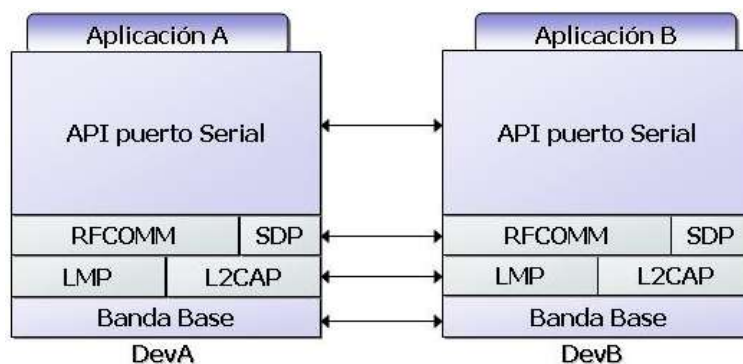 Aplicación A
Aplicación B
API puerto Serial
API puerto Serial
RFCOMM SDP
RFCOMM SDP
LMP L2CAP
LMP L2CAP
Banda Base
Banda Base
DevA
DevB